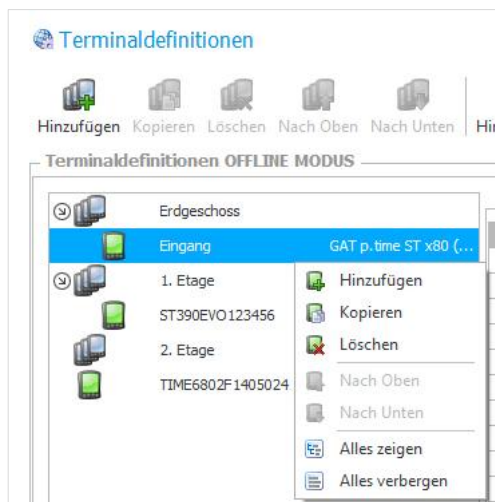 Terminaldefinitionen
Hinzufügen Kopieren Löschen Nach Oben Nach Unten
Terminaldefinitionen OFFLINE MODUS
Erdgeschoss
Eingang GAT p.time ST x80 (...
1. Etage
ST390EVO123456
2. Etage
TIME6802F1405024
Hinzufügen
Kopieren
Löschen
Nach Oben
Nach Unten
Alles zeigen
Alles verbergen